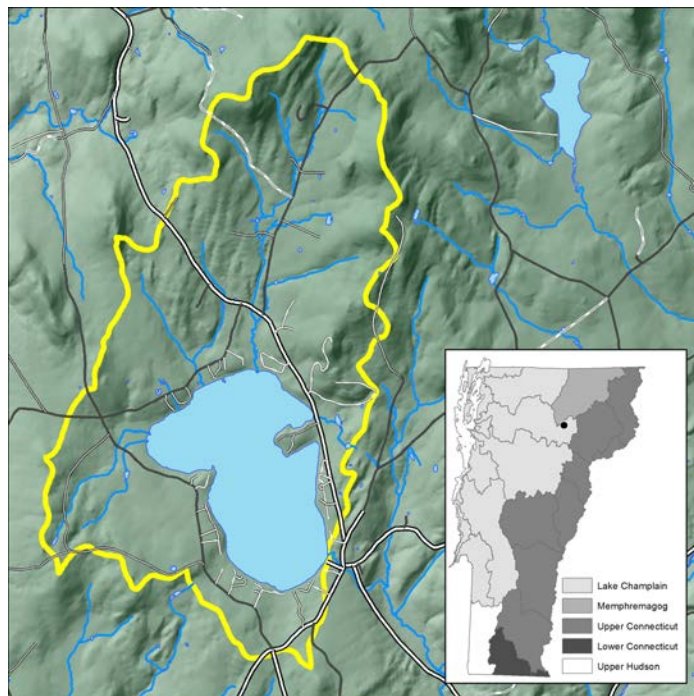 Lake Champlain
Memphremagog
Upper Connecticut
Lower Connecticut
Upper Hudson